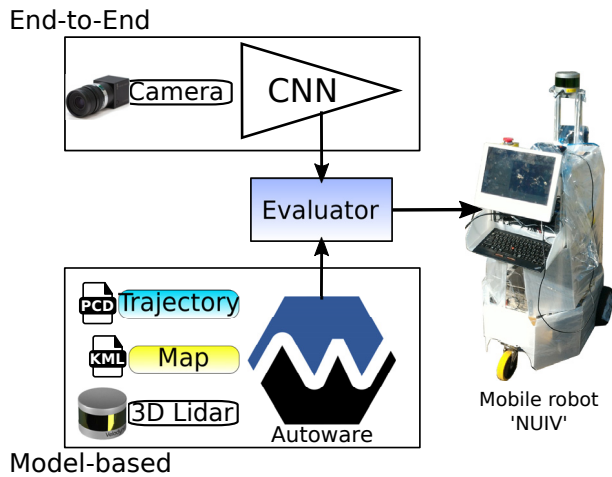 End-to-End
Camera
CNN
Evaluator
PCD
Trajectory
KML
Map
3D Lidar
Autoware
Model-based
Mobile robot
'NUIV'